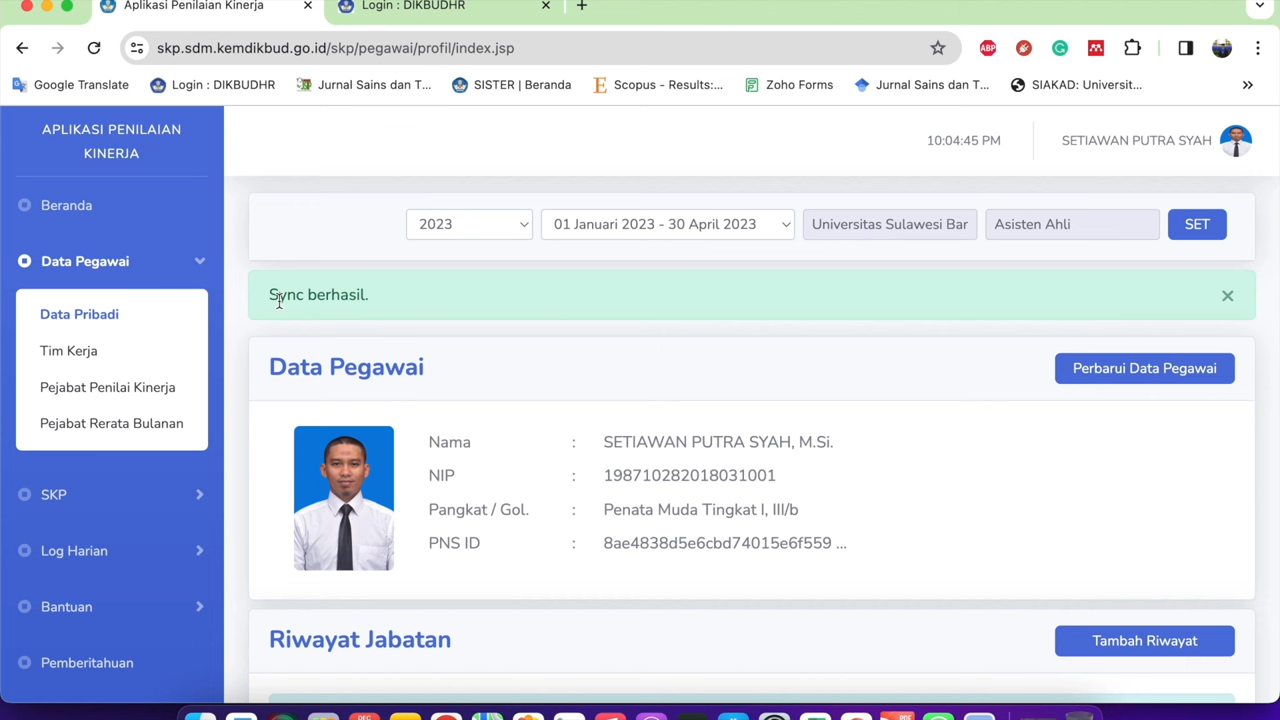 Aplikasi Penilaian Kinerja
Login : DIKBUDHR
skp.sdm.kemdikbud.go.id/skp/pegawai/profil/index.jsp
ABP
Google Translate
Login : DIKBUDHR
Jurnal Sains dan T...
SISTER | Beranda
Scopus - Results:...
Zoho Forms
Jurnal Sains dan T...
SIAKAD: Universit...
APLIKASI PENILAIAN
KINERJA
10:04:45 PM
SETIAWAN PUTRA SYAH
Beranda
Data Pegawai
Data Pribadi
Tim Kerja
Pejabat Penilai Kinerja
Pejabat Rerata Bulanan
SKP
Log Harian
Bantuan
Pemberitahuan
2023
01 Januari 2023 - 30 April 2023
Universitas Sulawesi Bar
Asisten Ahli
SET
Sync berhasil.
Data Pegawai
Perbarui Data Pegawai
Nama : SETIAWAN PUTRA SYAH, M.Si.
NIP : 198710282018031001
Pangkat / Gol. : Penata Muda Tingkat I, III/b
PNS ID : 8ae4838d5e6cbd74015e6f559 ...
Riwayat Jabatan
Tambah Riwayat
DEC